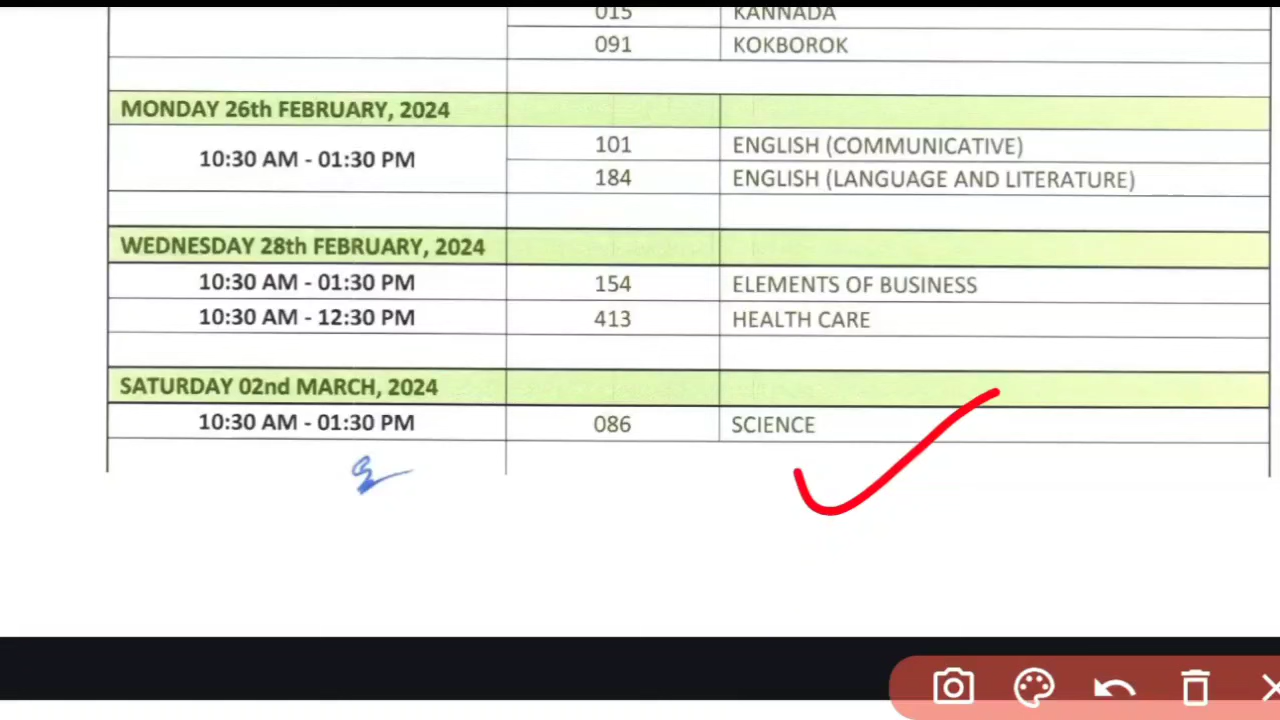 015 KANNADA
091 KOKBOROK
MONDAY 26th FEBRUARY, 2024
10:30 AM - 01:30 PM
101 ENGLISH (COMMUNICATIVE)
184 ENGLISH (LANGUAGE AND LITERATURE)
WEDNESDAY 28th FEBRUARY, 2024
10:30 AM - 01:30 PM 154 ELEMENTS OF BUSINESS
10:30 AM - 12:30 PM 413 HEALTH CARE
SATURDAY 02nd MARCH, 2024
10:30 AM - 01:30 PM 086 SCIENCE